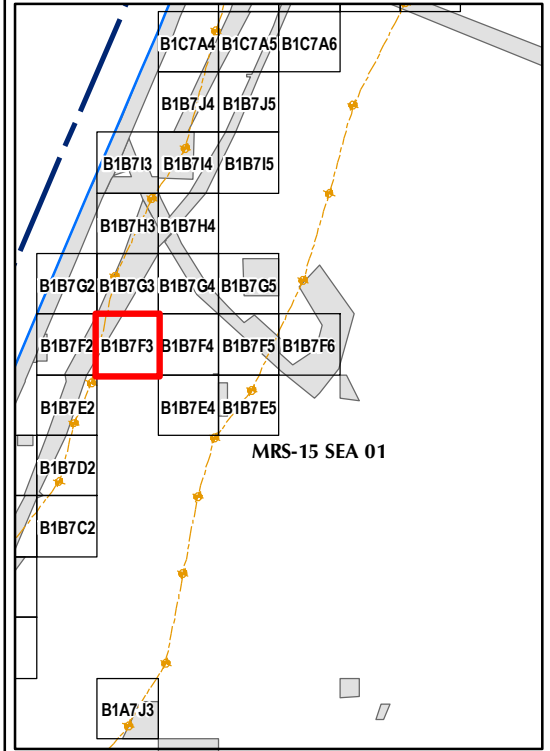 B1C7A4 B1C7A5 B1C7A6
B1B7J4 B1B7J5
B1B7I3 B1B7I4 B1B7I5
B1B7H3 B1B7H4
B1B7G2 B1B7G3 B1B7G4 B1B7G5
B1B7F2 B1B7F3 B1B7F4 B1B7F5 B1B7F6
B1B7E2 B1B7E4 B1B7E5
MRS-15 SEA 01
B1B7D2
B1B7C2
B1A7J3